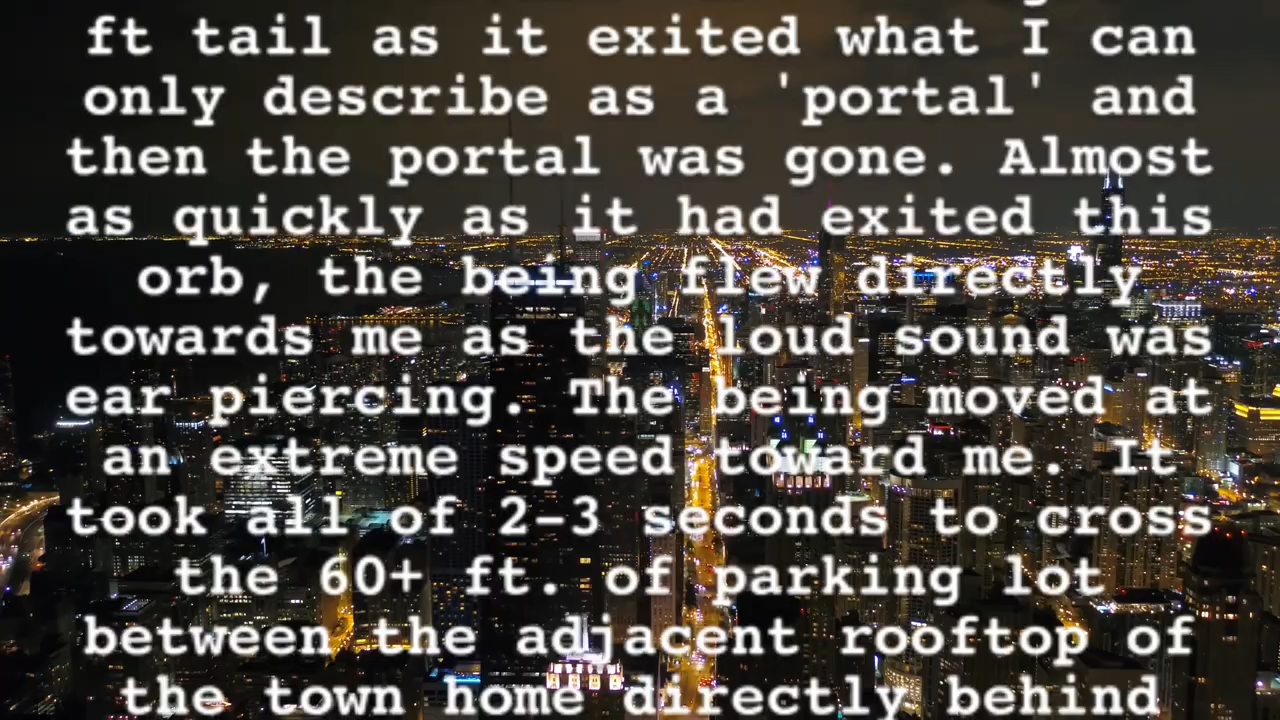 ft tail as it exited what I can
only describe as a 'portal' and
then the portal was gone. Almost
as quickly as it had exited this
orb, the being flew directly
towards me as the loud sound was
ear piercing. The being moved at
an extreme speed toward me. It
took all of 2-3 seconds to cross
the 60+ ft. of parking lot
between the adjacent rooftop of
the town home directly behind